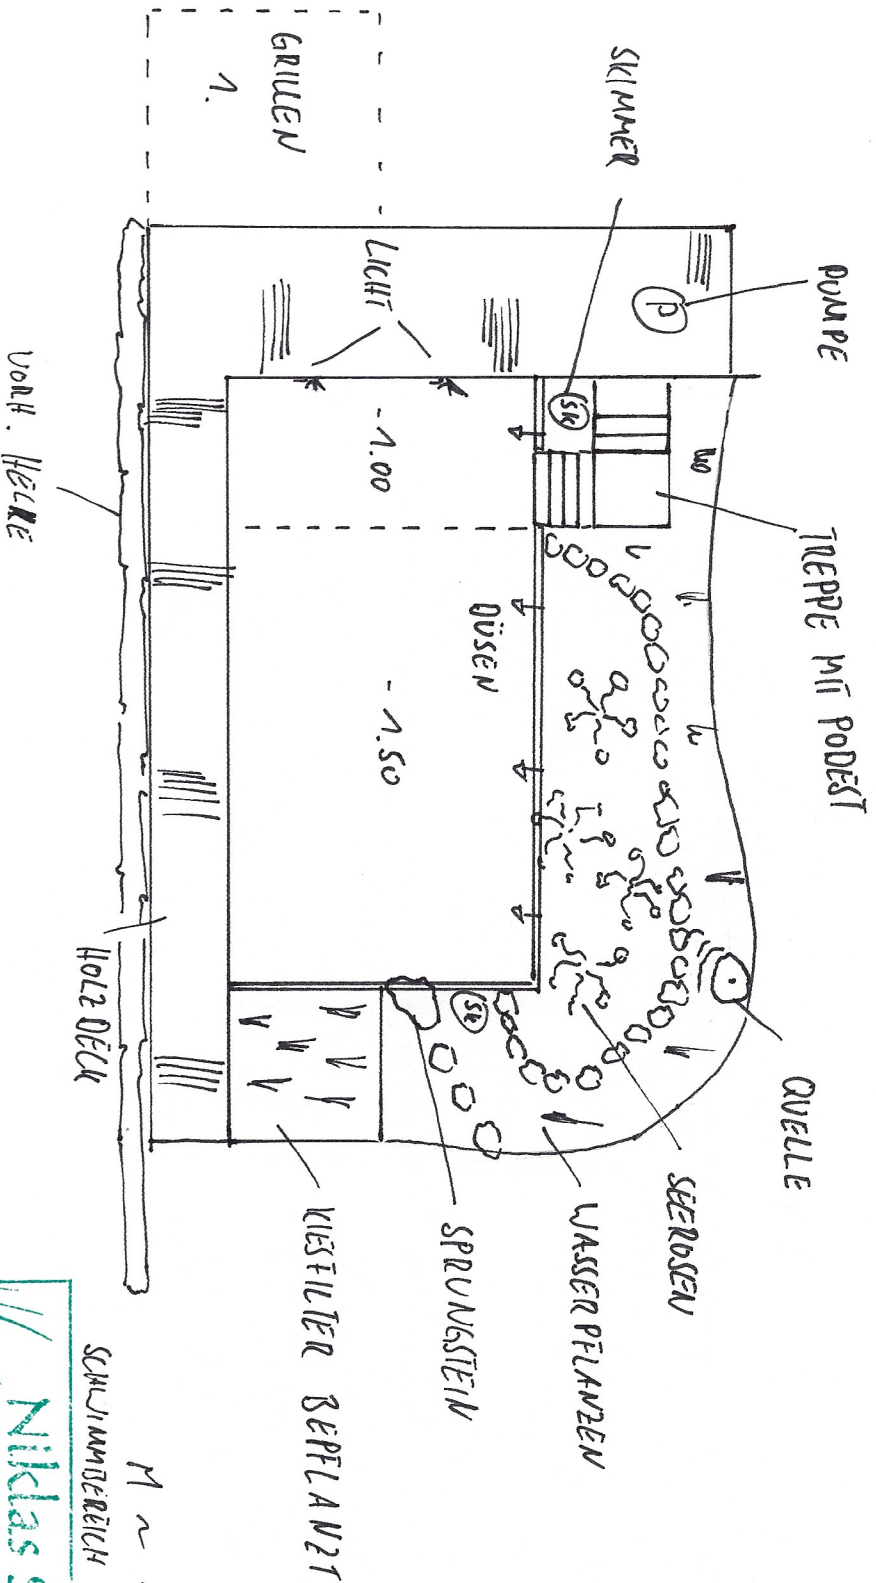 PUMPE
TREPPE MIT PODEST
QUELLE
SKIMMER
SK
P
SEEROSEN
WASSERPFLANZEN
DÜSEN
SK
SPRUNGSTEIN
LICHT
-1.00
-1.50
KIESFILTER BEPFLANZT
GRILLEN
1.
HOLZDECK
VORH. HECKE
M ~
SCHWIMMBEREICH
Niklas